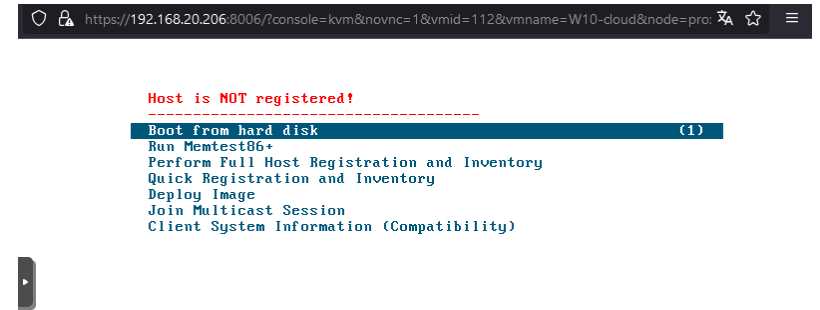 https://192.168.20.206:8006/?console=kvm&novnc=1&vmid=112&vmname=W10-cloud&node=pro:
Host is NOT registered!
-------------------------------------
Boot from hard disk (1)
Run Memtest86+
Perform Full Host Registration and Inventory
Quick Registration and Inventory
Deploy Image
Join Multicast Session
Client System Information (Compatibility)